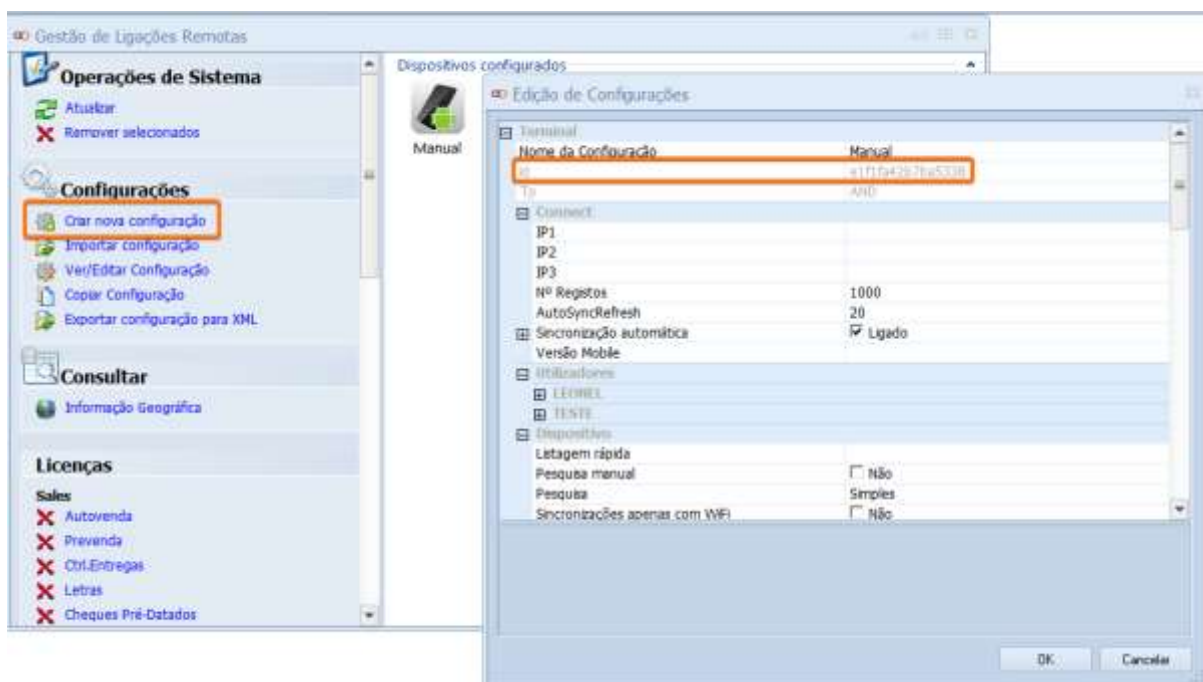 Gestão de Ligações Remotas
Operações de Sistema
Atualizar
Remover selecionados
Configurações
Criar nova configuração
Importar configuração
Ver/Editar Configuração
Copiar Configuração
Exportar configuração para XML
Consultar
Informação Geográfica
Licenças
Sales
Autovenda
Prevenda
Ctrl.Entregas
Letras
Cheques Pré-Datados
Dispositivos configurados
Manual
Edição de Configurações
Terminal
Nome da Configuração Manual
Id
Tp AND
Connect
IP1
IP2
IP3
Nº Registos 1000
AutoSyncRefresh 20
Sincronização automática Ligado
Versão Mobile
Utilizadores
LEONEL
TESTE
Dispositivo
Listagem rápida
Pesquisa manual Não
Pesquisa Simples
Sincronizações apenas com WiFi Não
OK Cancelar